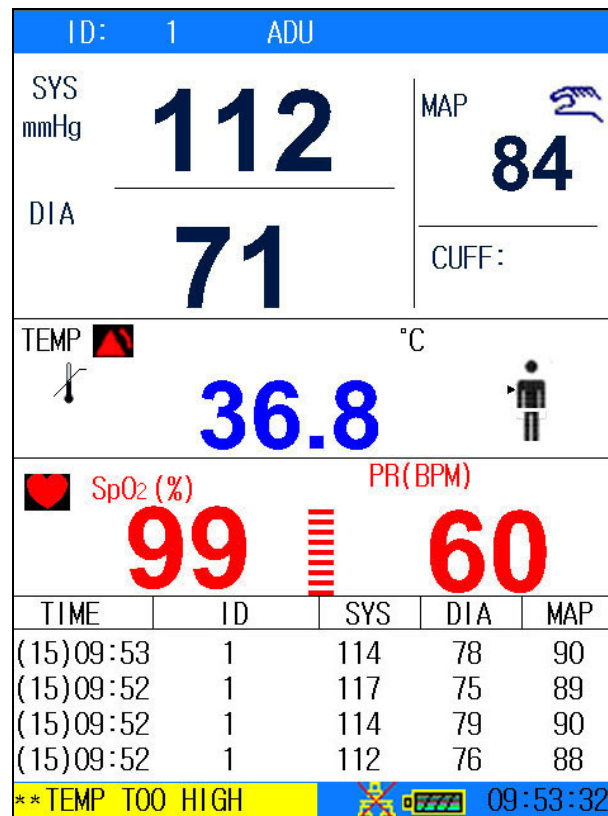 ID: 1 ADU
SYS
mmHg
112
MAP
84
DIA
71
CUFF:
TEMP °C
36.8
SpO2 (%) PR(BPM)
99 60
TIME ID SYS DIA MAP
(15)09:53 1 114 78 90
(15)09:52 1 117 75 89
(15)09:52 1 114 79 90
(15)09:52 1 112 76 88
**TEMP TOO HIGH 09:53:32